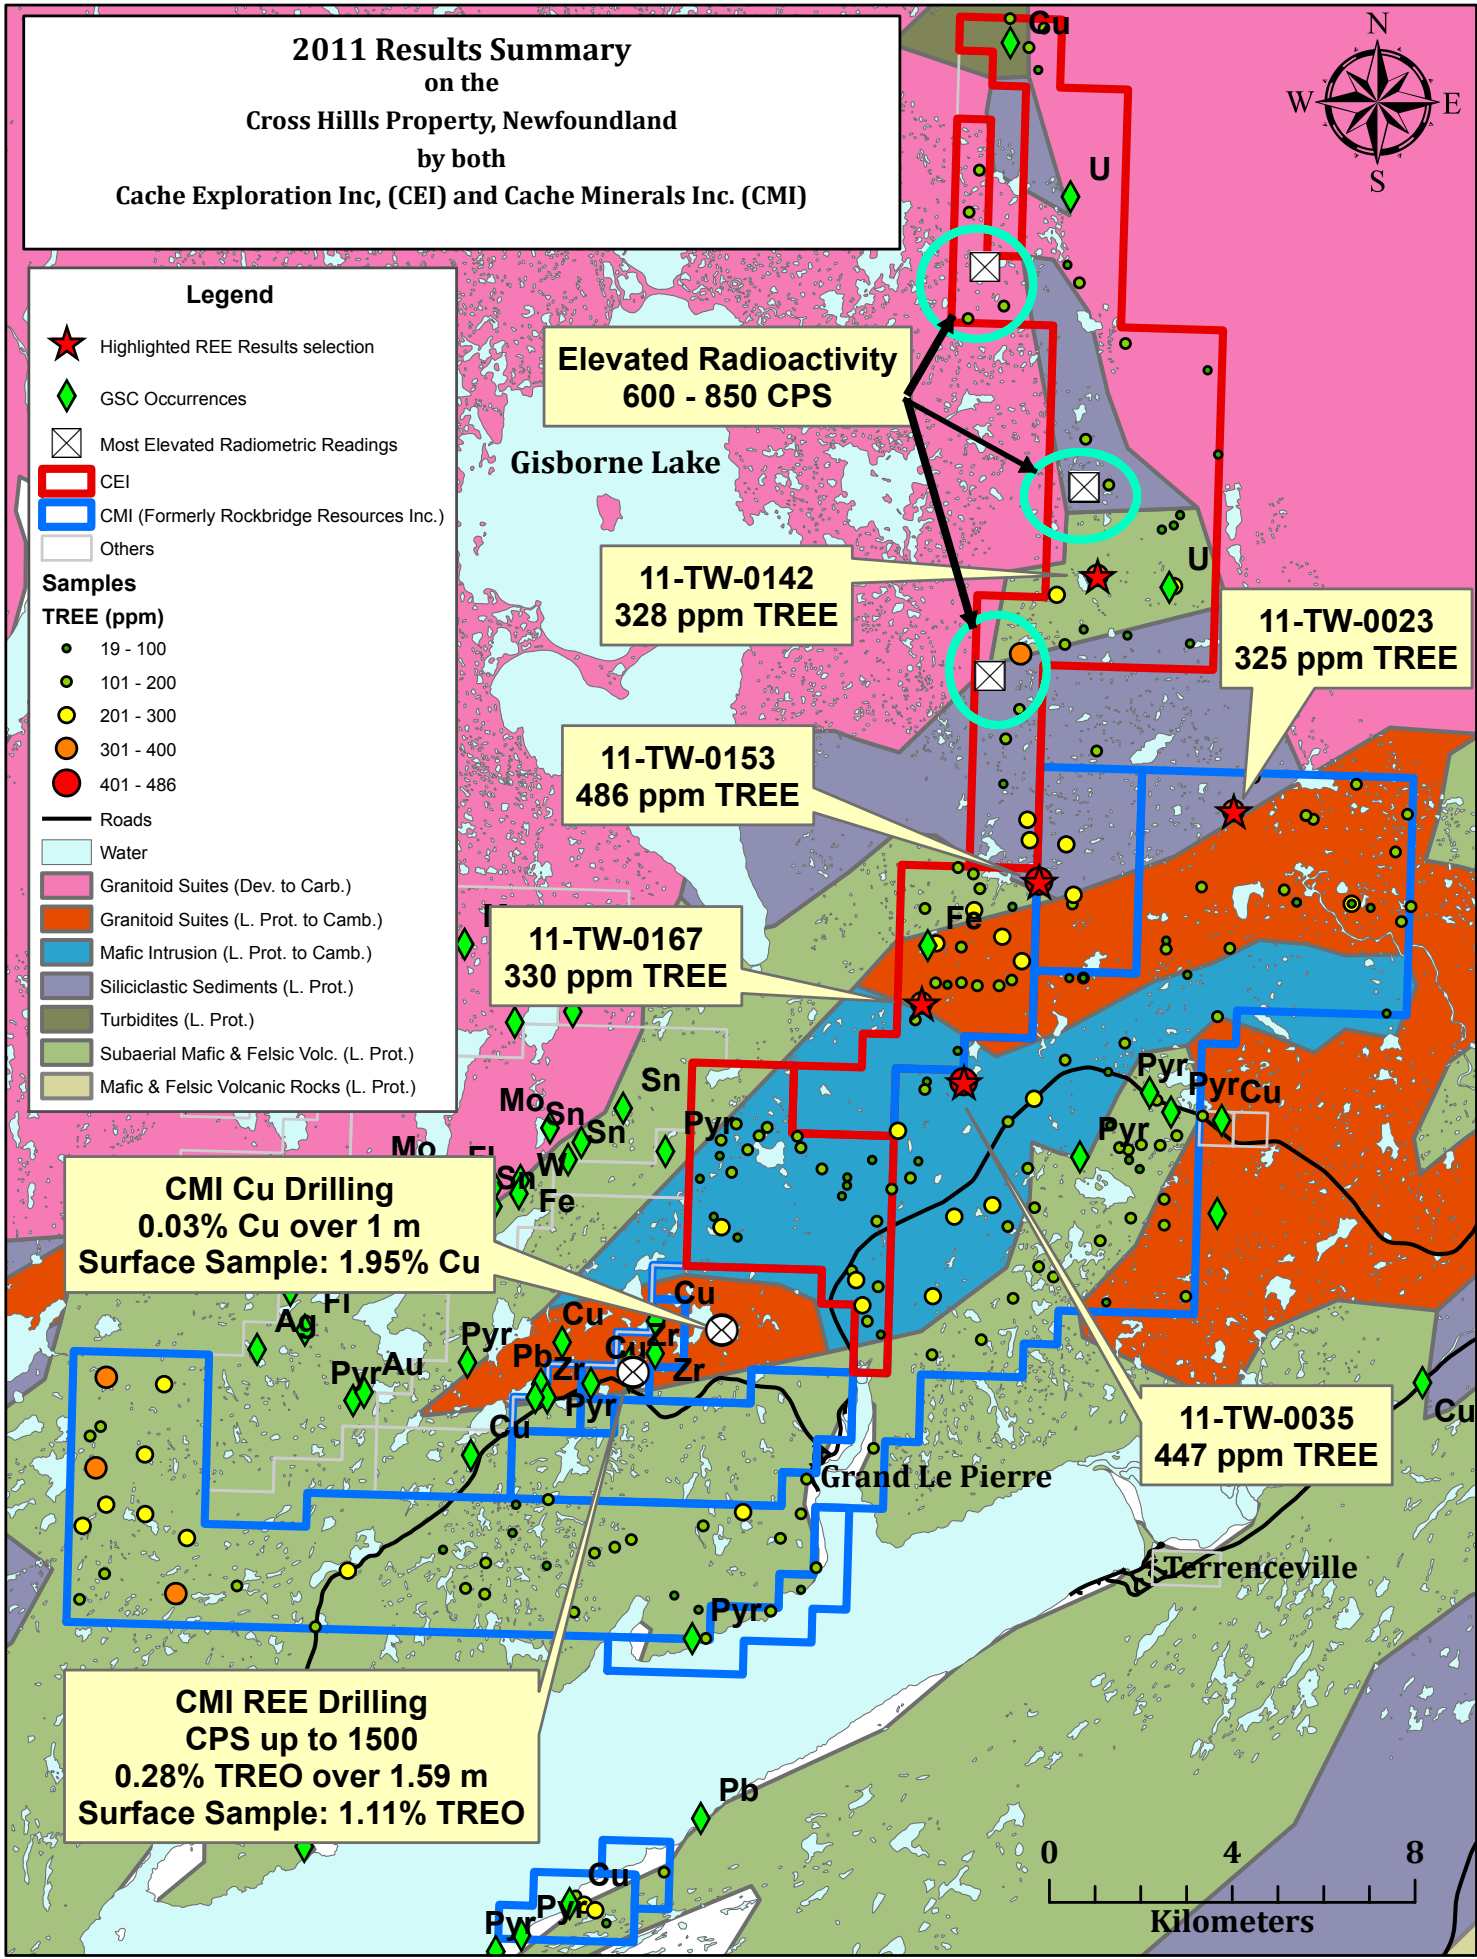 2011 Results Summary
on the
Cross Hillls Property, Newfoundland
by both
Cache Exploration Inc, (CEI) and Cache Minerals Inc. (CMI)
N
W
E
S
Legend
Highlighted REE Results selection
GSC Occurrences
Most Elevated Radiometric Readings
CEI
CMI (Formerly Rockbridge Resources Inc.)
Others
Samples
TREE (ppm)
19 - 100
101 - 200
201 - 300
301 - 400
401 - 486
Roads
Water
Granitoid Suites (Dev. to Carb.)
Granitoid Suites (L. Prot. to Camb.)
Mafic Intrusion (L. Prot. to Camb.)
Siliciclastic Sediments (L. Prot.)
Turbidites (L. Prot.)
Subaerial Mafic & Felsic Volc. (L. Prot.)
Mafic & Felsic Volcanic Rocks (L. Prot.)
Cu
U
Elevated Radioactivity
600 - 850 CPS
Gisborne Lake
11-TW-0142
328 ppm TREE
U
11-TW-0023
325 ppm TREE
11-TW-0153
486 ppm TREE
Fe
11-TW-0167
330 ppm TREE
Sn
Mo
Sn
Sn
Pyr
Pyr
Pyr
Cu
Pyr
Mo
W
Sn
Fe
CMI Cu Drilling
0.03% Cu over 1 m
Surface Sample: 1.95% Cu
Fl
Ag
Cu
Cu
Zr
Cu
Zr
Pyr
Pb
Zr
Pyr
Au
Pyr
Cu
Cu
11-TW-0035
447 ppm TREE
Grand Le Pierre
Terrenceville
Pyr
CMI REE Drilling
CPS up to 1500
0.28% TREO over 1.59 m
Surface Sample: 1.11% TREO
Pb
Cu
Pyr
Pyr
0
4
8
Kilometers